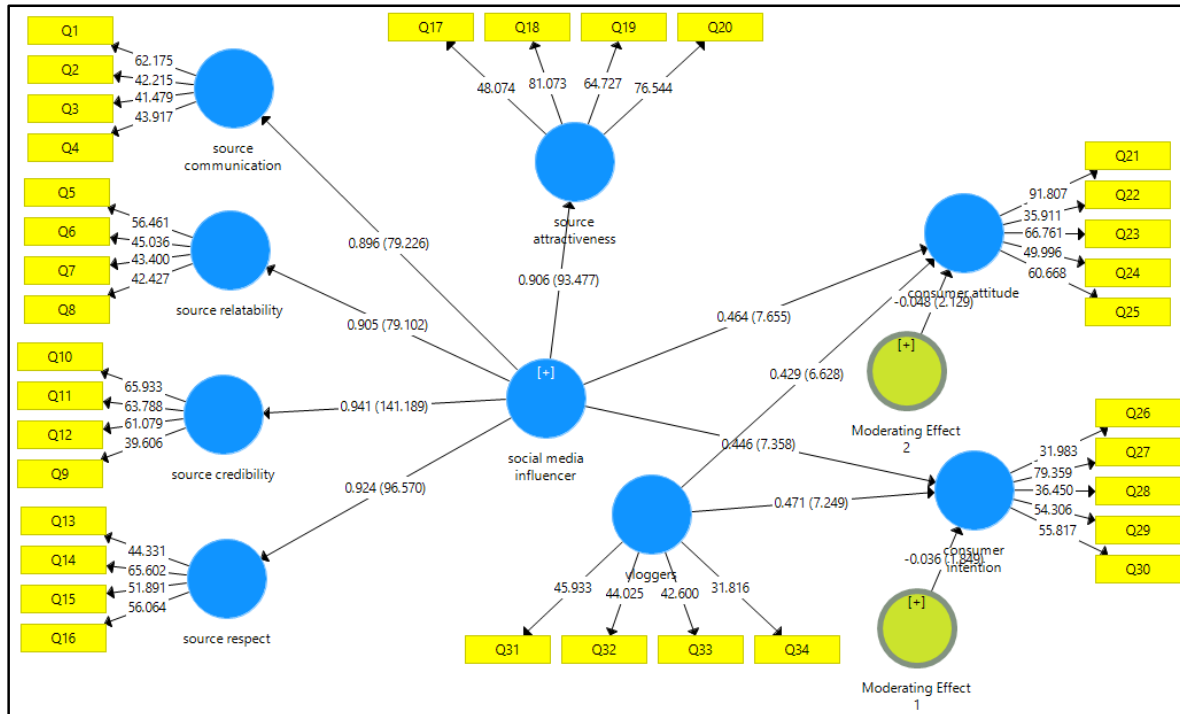 Q1
Q2
Q3
Q4
62.175
42.215
41.479
43.917
source
communication
Q5
Q6
Q7
Q8
56.461
45.036
43.400
42.427
source relatability
Q10
Q11
Q12
Q9
65.933
63.788
61.079
39.606
source credibility
Q13
Q14
Q15
Q16
44.331
65.602
51.891
56.064
source respect
Q17
Q18
Q19
Q20
48.074
81.073
64.727
76.544
source
attractiveness
0.896 (79.226)
0.906 (93.477)
0.905 (79.102)
0.941 (141.189)
0.924 (96.570)
[+]
social media
influencer
0.464 (7.655)
0.429 (6.628)
0.446 (7.358)
0.471 (7.249)
vloggers
45.933
44.025
42.600
31.816
Q31
Q32
Q33
Q34
consumer attitude
91.807
35.911
66.761
49.996
60.668
Q21
Q22
Q23
Q24
Q25
-0.048 (2.129)
[+]
Moderating Effect
2
consumer
intention
31.983
79.359
36.450
54.306
55.817
Q26
Q27
Q28
Q29
Q30
-0.036 (1.849)
[+]
Moderating Effect
1